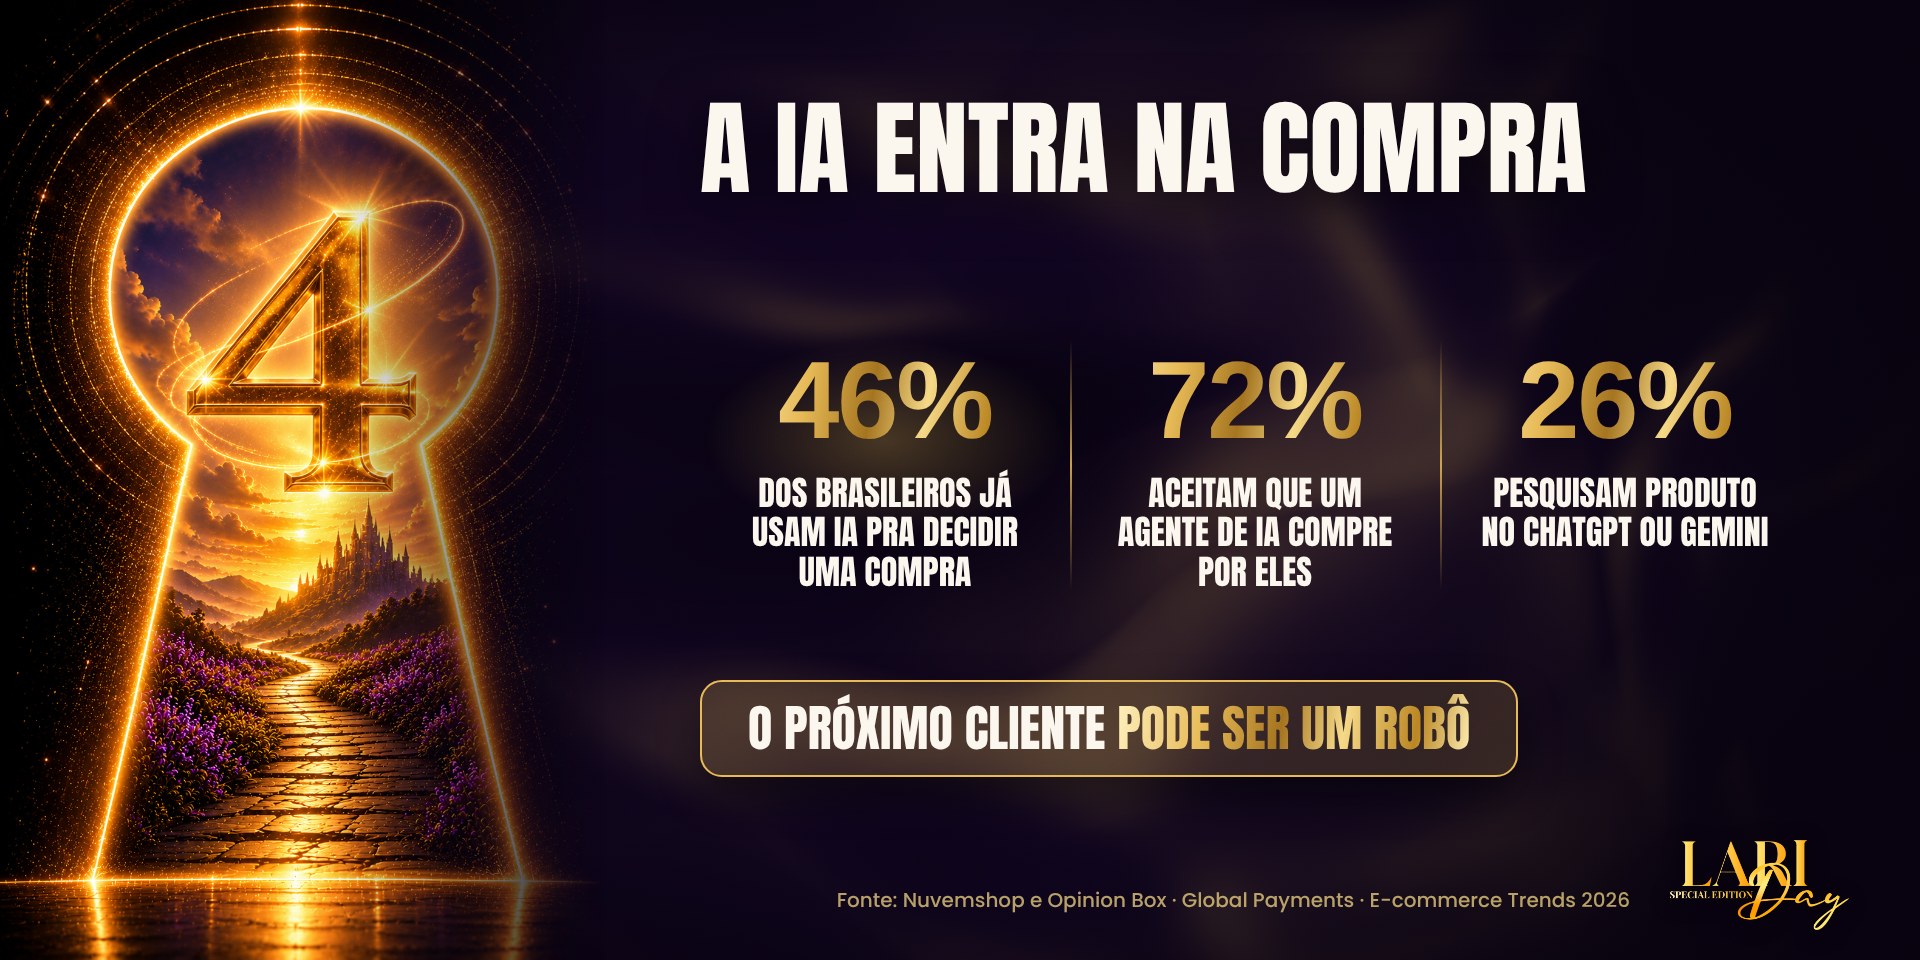 4
A IA ENTRA NA COMPRA
46%
DOS BRASILEIROS JÁ
USAM IA PRA DECIDIR
UMA COMPRA
72%
ACEITAM QUE UM
AGENTE DE IA COMPRE
POR ELES
26%
PESQUISAM PRODUTO
NO CHATGPT OU GEMINI
O PRÓXIMO CLIENTE PODE SER UM ROBÔ
Fonte: Nuvemshop e Opinion Box · Global Payments · E-commerce Trends 2026
LABI
SPECIAL EDITION Day